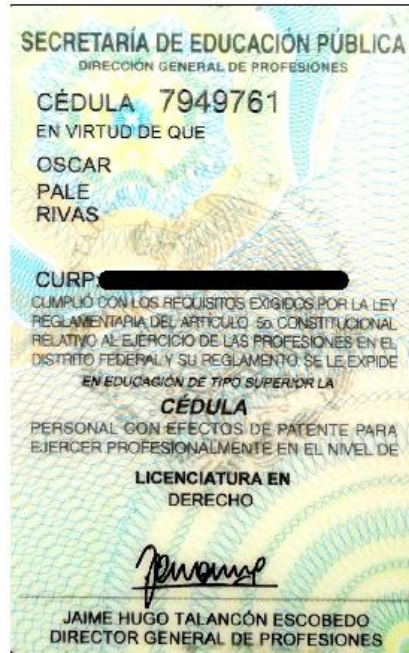 SECRETARÍA DE EDUCACIÓN PÚBLICA
DIRECCIÓN GENERAL DE PROFESIONES
CÉDULA 7949761
EN VIRTUD DE QUE
OSCAR
PALE
RIVAS
CURP:
CUMPLIÓ CON LOS REQUISITOS EXIGIDOS POR LA LEY
REGLAMENTARIA DEL ARTÍCULO 5o. CONSTITUCIONAL
RELATIVO AL EJERCICIO DE LAS PROFESIONES EN EL
DISTRITO FEDERAL Y SU REGLAMENTO SE LE EXPIDE
EN EDUCACIÓN DE TIPO SUPERIOR LA
CÉDULA
PERSONAL CON EFECTOS DE PATENTE PARA
EJERCER PROFESIONALMENTE EN EL NIVEL DE
LICENCIATURA EN
DERECHO
JAIME HUGO TALANCÓN ESCOBEDO
DIRECTOR GENERAL DE PROFESIONES